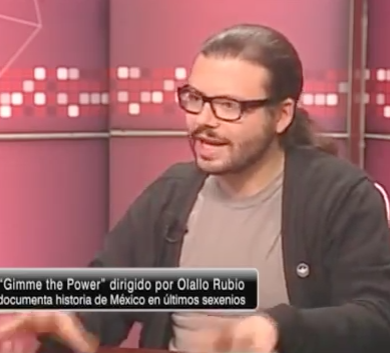 "Gimme the Power" dirigido por Olallo Rubio
documenta historia de México en últimos sexenios